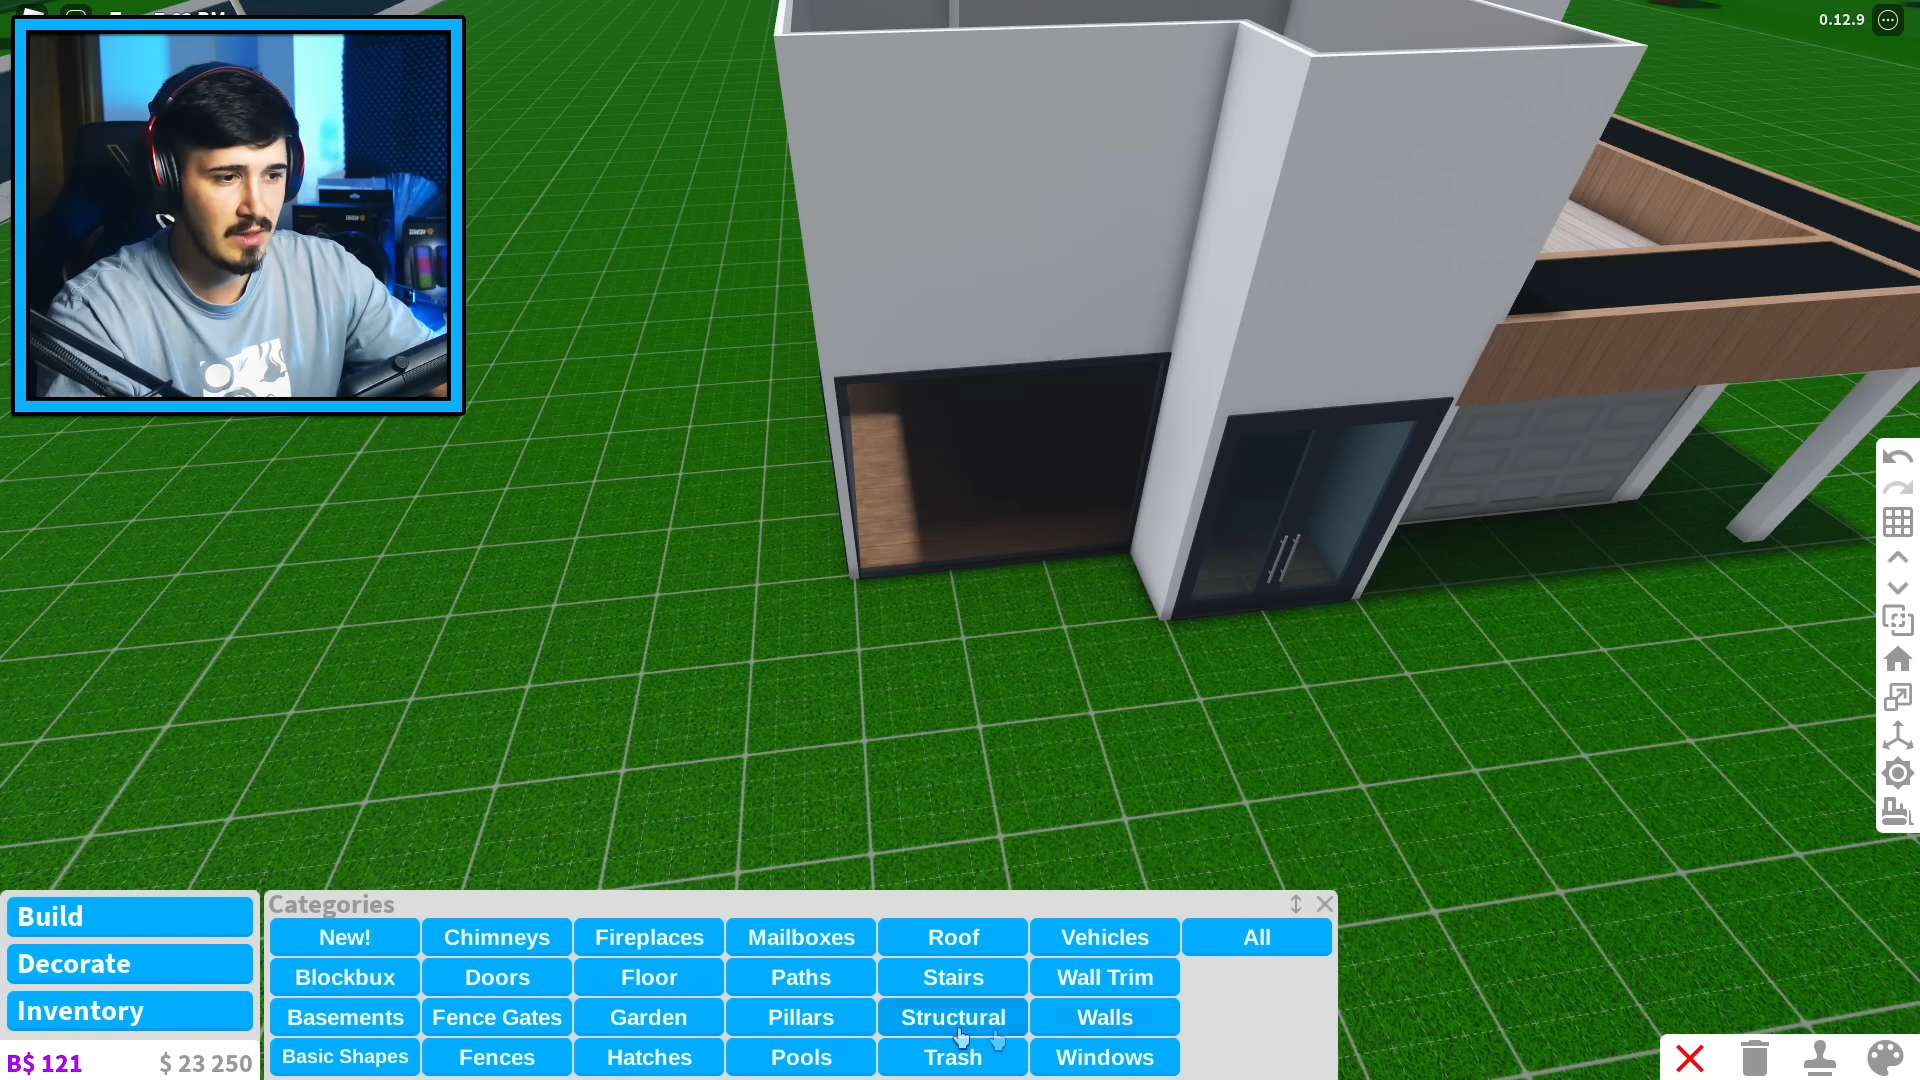 0.12.9
Build
Decorate
Inventory
B$ 121 $ 23 250
Categories
New! Chimneys Fireplaces Mailboxes Roof Vehicles All
Blockbux Doors Floor Paths Stairs Wall Trim
Basements Fence Gates Garden Pillars Structural Walls
Basic Shapes Fences Hatches Pools Trash Windows